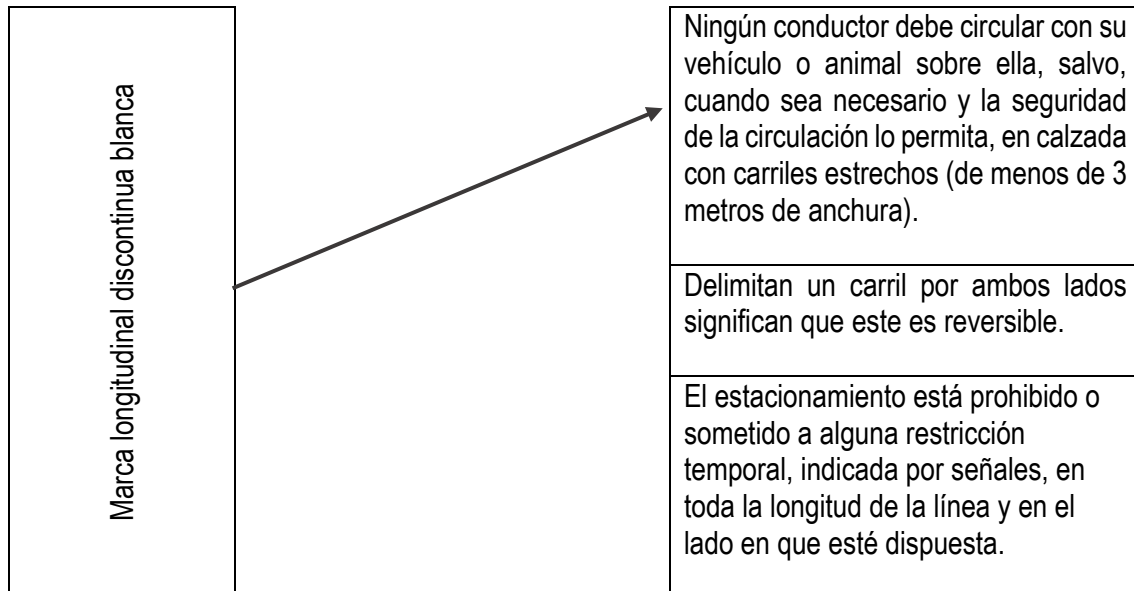 Marca longitudinal discontinua blanca
Ningún conductor debe circular con su
vehículo o animal sobre ella, salvo,
cuando sea necesario y la seguridad
de la circulación lo permita, en calzada
con carriles estrechos (de menos de 3
metros de anchura).
Delimitan un carril por ambos lados
significan que este es reversible.
El estacionamiento está prohibido o
sometido a alguna restricción
temporal, indicada por señales, en
toda la longitud de la línea y en el
lado en que esté dispuesta.